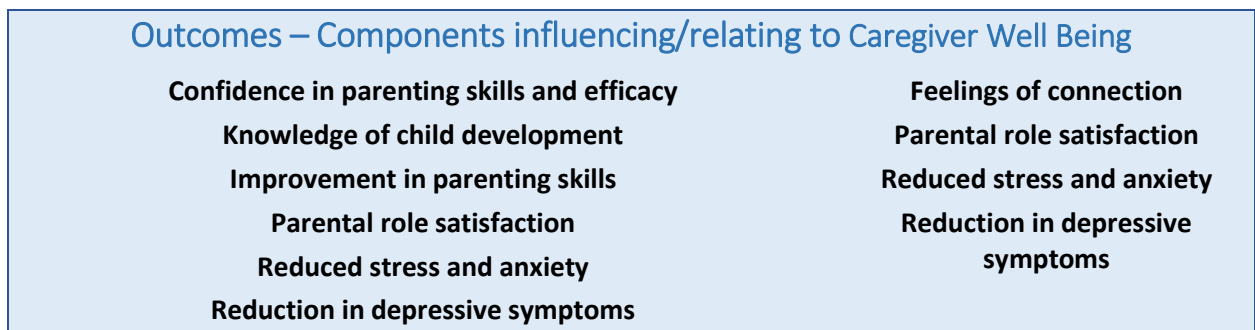 Outcomes – Components influencing/relating to Caregiver Well Being
Confidence in parenting skills and efficacy
Knowledge of child development
Improvement in parenting skills
Parental role satisfaction
Reduced stress and anxiety
Reduction in depressive symptoms
Feelings of connection
Parental role satisfaction
Reduced stress and anxiety
Reduction in depressive
symptoms